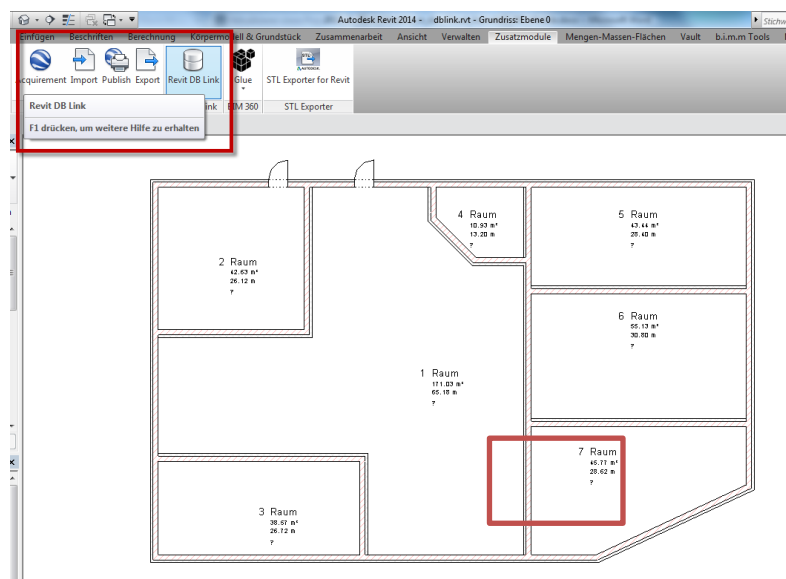 Autodesk Revit 2014 - dblink.rvt - Grundriss: Ebene 0
Stichw
Einfügen Beschriften Berechnung Körpermodell & Grundstück Zusammenarbeit Ansicht Verwalten Zusatzmodule Mengen-Massen-Flächen Vault b.i.m.m Tools
Acquirement Import Publish Export Revit DB Link Glue STL Exporter for Revit
ink BIM 360 STL Exporter
Revit DB Link
F1 drücken, um weitere Hilfe zu erhalten
4 Raum
10.93 m²
13.20 m
?
5 Raum
43.44 m²
28.40 m
?
2 Raum
42.63 m²
26.12 m
?
6 Raum
55.13 m²
30.80 m
?
1 Raum
171.03 m²
65.18 m
?
7 Raum
45.77 m²
28.62 m
?
3 Raum
38.67 m²
26.72 m
?